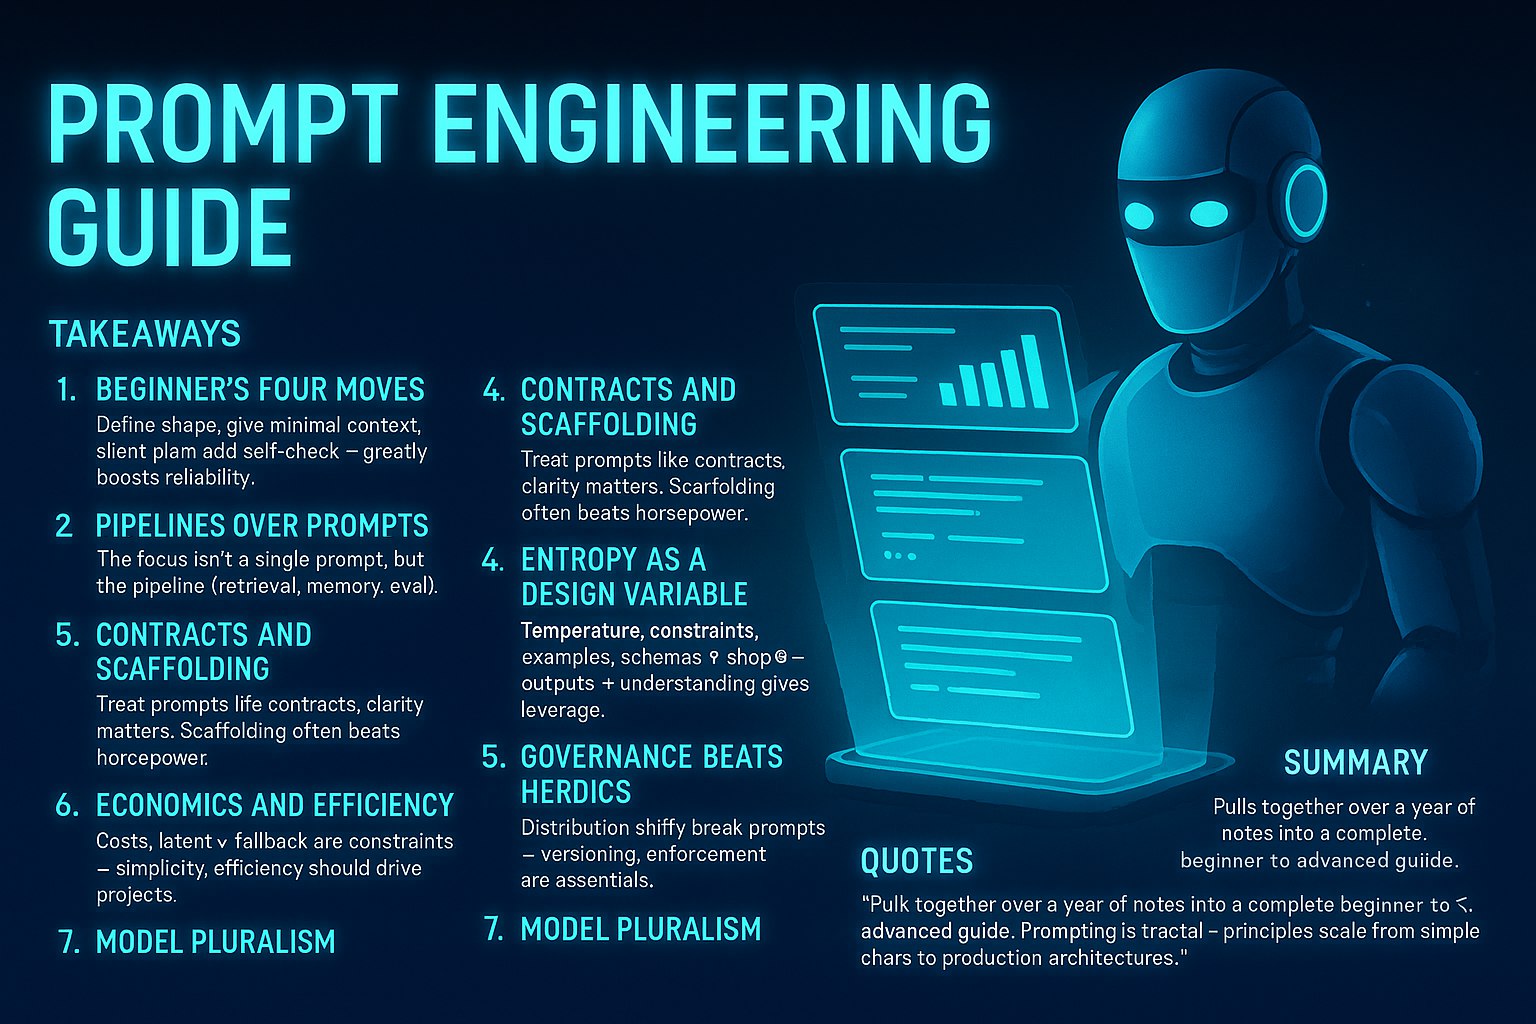 PROMPT ENGINEERING
GUIDE
TAKEAWAYS
1. BEGINNER'S FOUR MOVES
Define shape, give minimal context,
slient plam add self-check – greatly
boosts reliability.
2 PIPELINES OVER PROMPTS
The focus isn't a single prompt, but
the pipeline (retrieval, memory. eval).
5. CONTRACTS AND
SCAFFOLDING
Treat prompts life contracts, clarity
matters. Scaffolding often beats
horcepower.
6. ECONOMICS AND EFFICIENCY
Costs, latent v fallback are constraints
– simplicity, efficiency should drive
projects.
7. MODEL PLURALISM
4. CONTRACTS AND
SCAFFOLDING
Treat prompts like contracts,
clarity matters. Scarfolding
often beats horsepower.
4. ENTROPY AS A
DESIGN VARIABLE
Temperature, constraints,
examples, schemas shop –
outputs + understanding gives
leverage.
5. GOVERNANCE BEATS
HERDICS
Distribution shiffy break prompts
– versioning, enforcement
are assentials.
7. MODEL PLURALISM
SUMMARY
Pulls together over a year of
notes into a complete.
beginner to advanced guiide.
QUOTES
"Pulk together over a year of notes into a complete beginner to <.
advanced guide. Prompting is tractal – principles scale from simple
chars to production architectures."